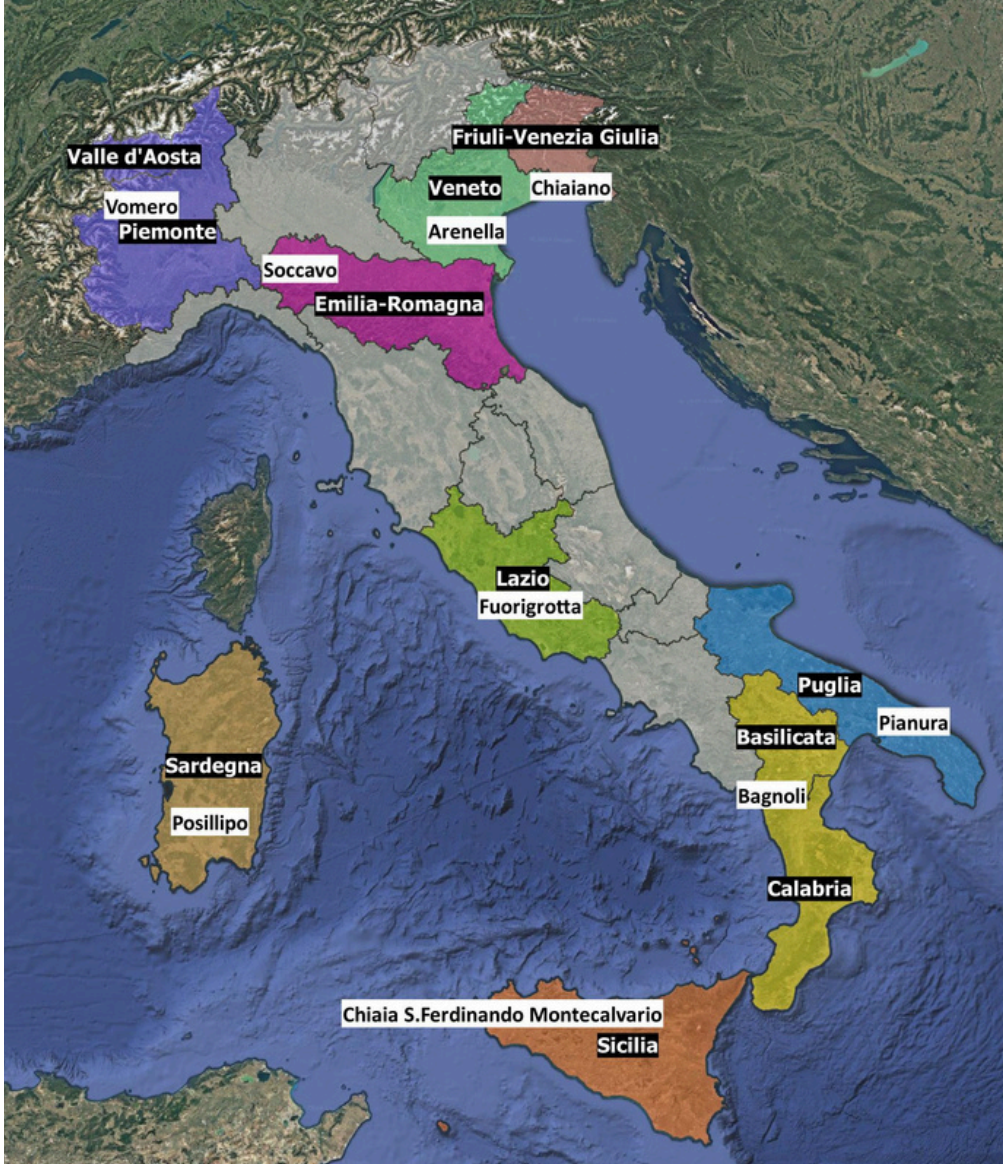 Friuli-Venezia Giulia
Valle d'Aosta
Veneto
Chiaiano
Vomero
Piemonte
Arenella
Soccavo
Emilia-Romagna
Lazio
Fuorigrotta
Puglia
Pianura
Basilicata
Sardegna
Bagnoli
Posillipo
Calabria
Chiaia S.Ferdinando Montecalvario
Sicilia